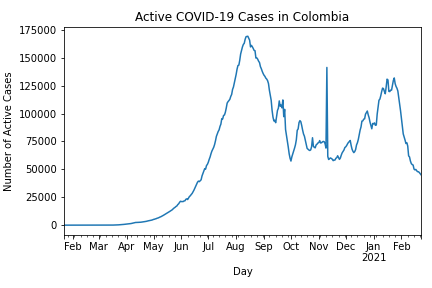 Active COVID-19 Cases in Colombia
Number of Active Cases
175000
150000
125000
100000
75000
50000
25000
0
Feb Mar Apr May Jun Jul Aug Sep Oct Nov Dec Jan Feb
2021
Day